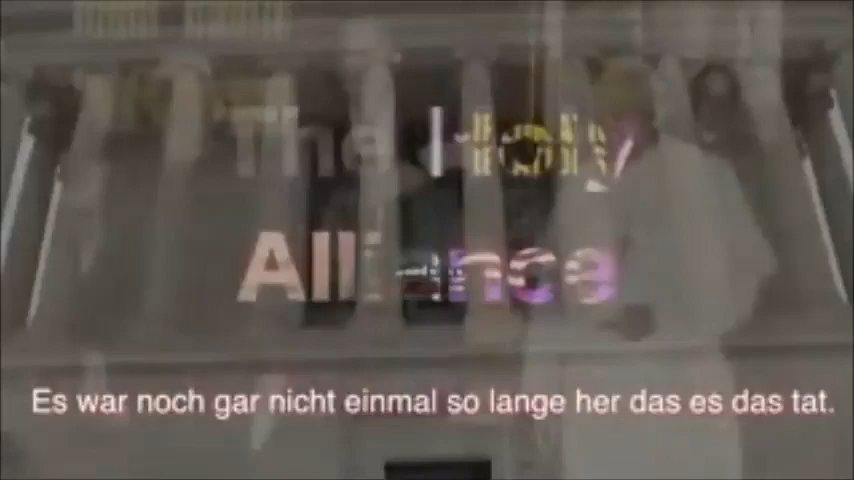 The Holy
Alliance
Es war noch gar nicht einmal so lange her das es das tat.